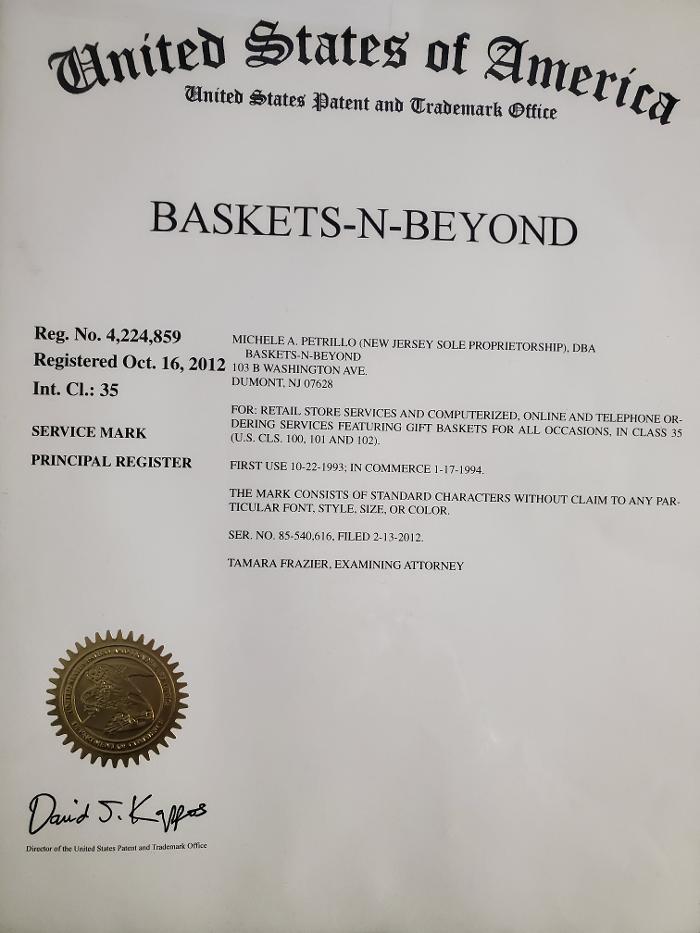 United States of America
United States Patent and Trademark Office
BASKETS-N-BEYOND
Reg. No. 4,224,859
Registered Oct. 16, 2012
Int. Cl.: 35
SERVICE MARK
PRINCIPAL REGISTER
MICHELE A. PETRILLO (NEW JERSEY SOLE PROPRIETORSHIP), DBA
BASKETS-N-BEYOND
103 B WASHINGTON AVE.
DUMONT, NJ 07628
FOR: RETAIL STORE SERVICES AND COMPUTERIZED, ONLINE AND TELEPHONE OR-
DERING SERVICES FEATURING GIFT BASKETS FOR ALL OCCASIONS, IN CLASS 35
(U.S. CLS. 100, 101 AND 102).
FIRST USE 10-22-1993; IN COMMERCE 1-17-1994.
THE MARK CONSISTS OF STANDARD CHARACTERS WITHOUT CLAIM TO ANY PAR-
TICULAR FONT, STYLE, SIZE, OR COLOR.
SER. NO. 85-540,616, FILED 2-13-2012.
TAMARA FRAZIER, EXAMINING ATTORNEY
David J. Kappos
Director of the United States Patent and Trademark Office